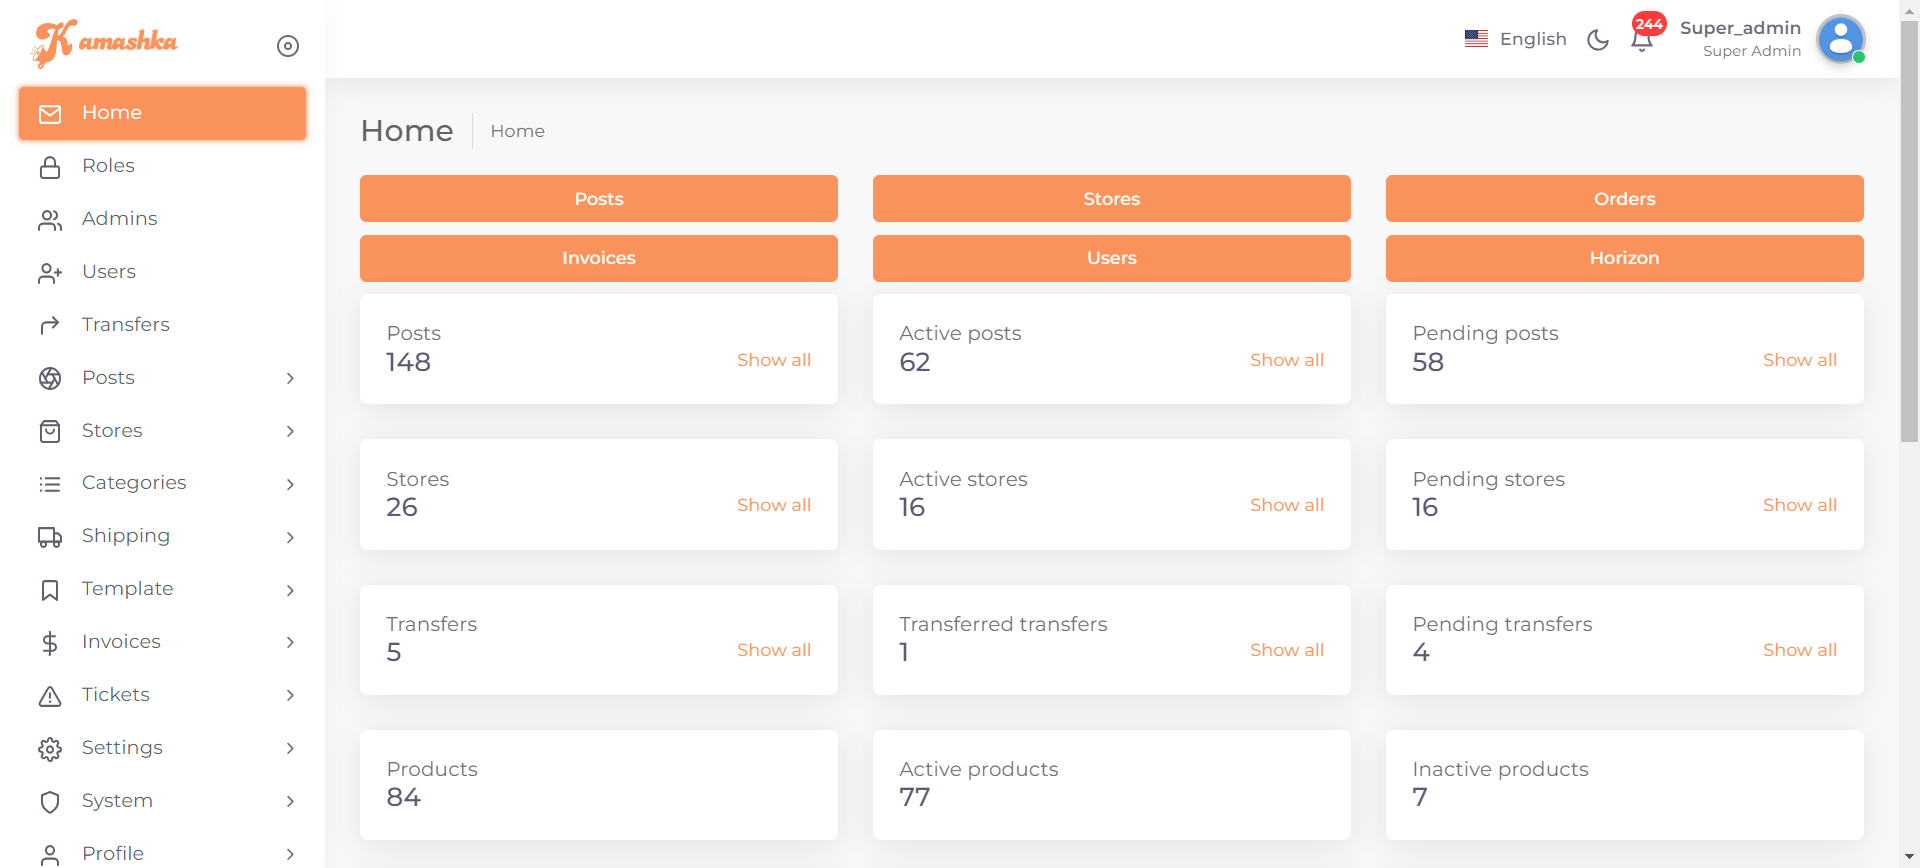 Kamashka
Home
Roles
Admins
Users
Transfers
Posts
Stores
Categories
Shipping
Template
Invoices
Tickets
Settings
System
Profile
English
244
Super_admin
Super Admin
Home
Home
Posts
Stores
Orders
Invoices
Users
Horizon
Posts
148
Show all
Active posts
62
Show all
Pending posts
58
Show all
Stores
26
Show all
Active stores
16
Show all
Pending stores
16
Show all
Transfers
5
Show all
Transferred transfers
1
Show all
Pending transfers
4
Show all
Products
84
Active products
77
Inactive products
7